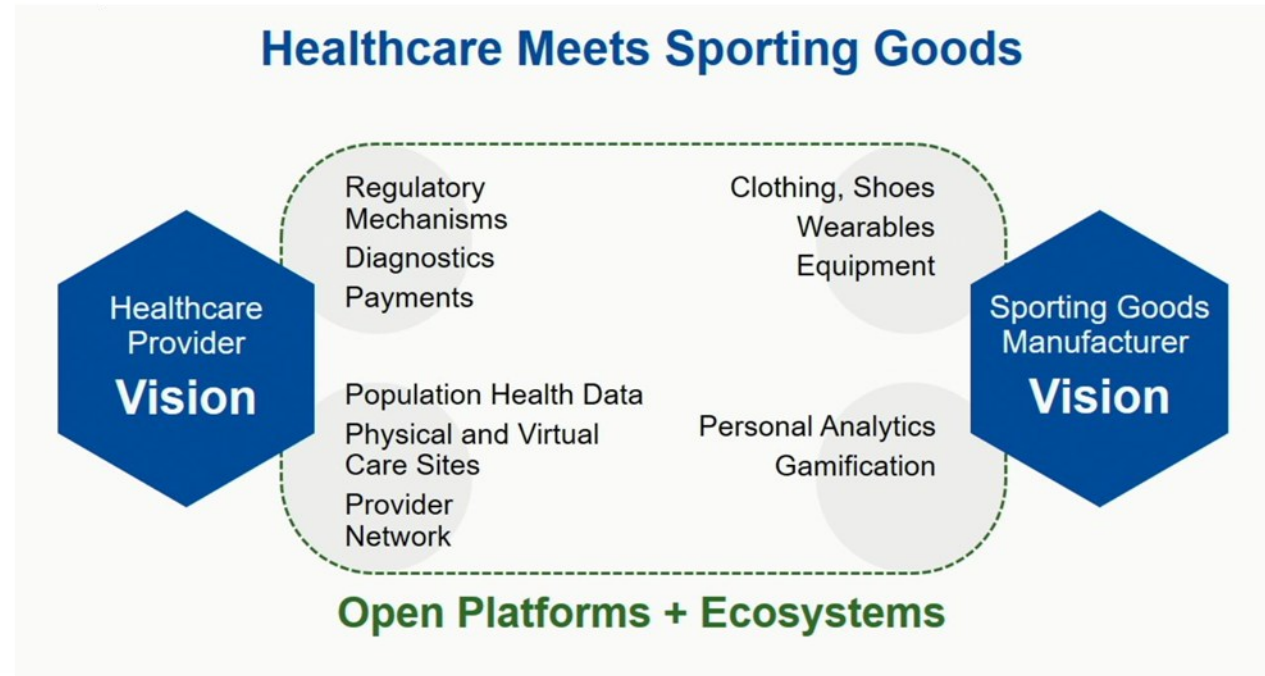 Healthcare Meets Sporting Goods
Healthcare
Provider
Vision
Regulatory
Mechanisms
Diagnostics
Payments
Population Health Data
Physical and Virtual
Care Sites
Provider
Network
Clothing, Shoes
Wearables
Equipment
Personal Analytics
Gamification
Sporting Goods
Manufacturer
Vision
Open Platforms + Ecosystems